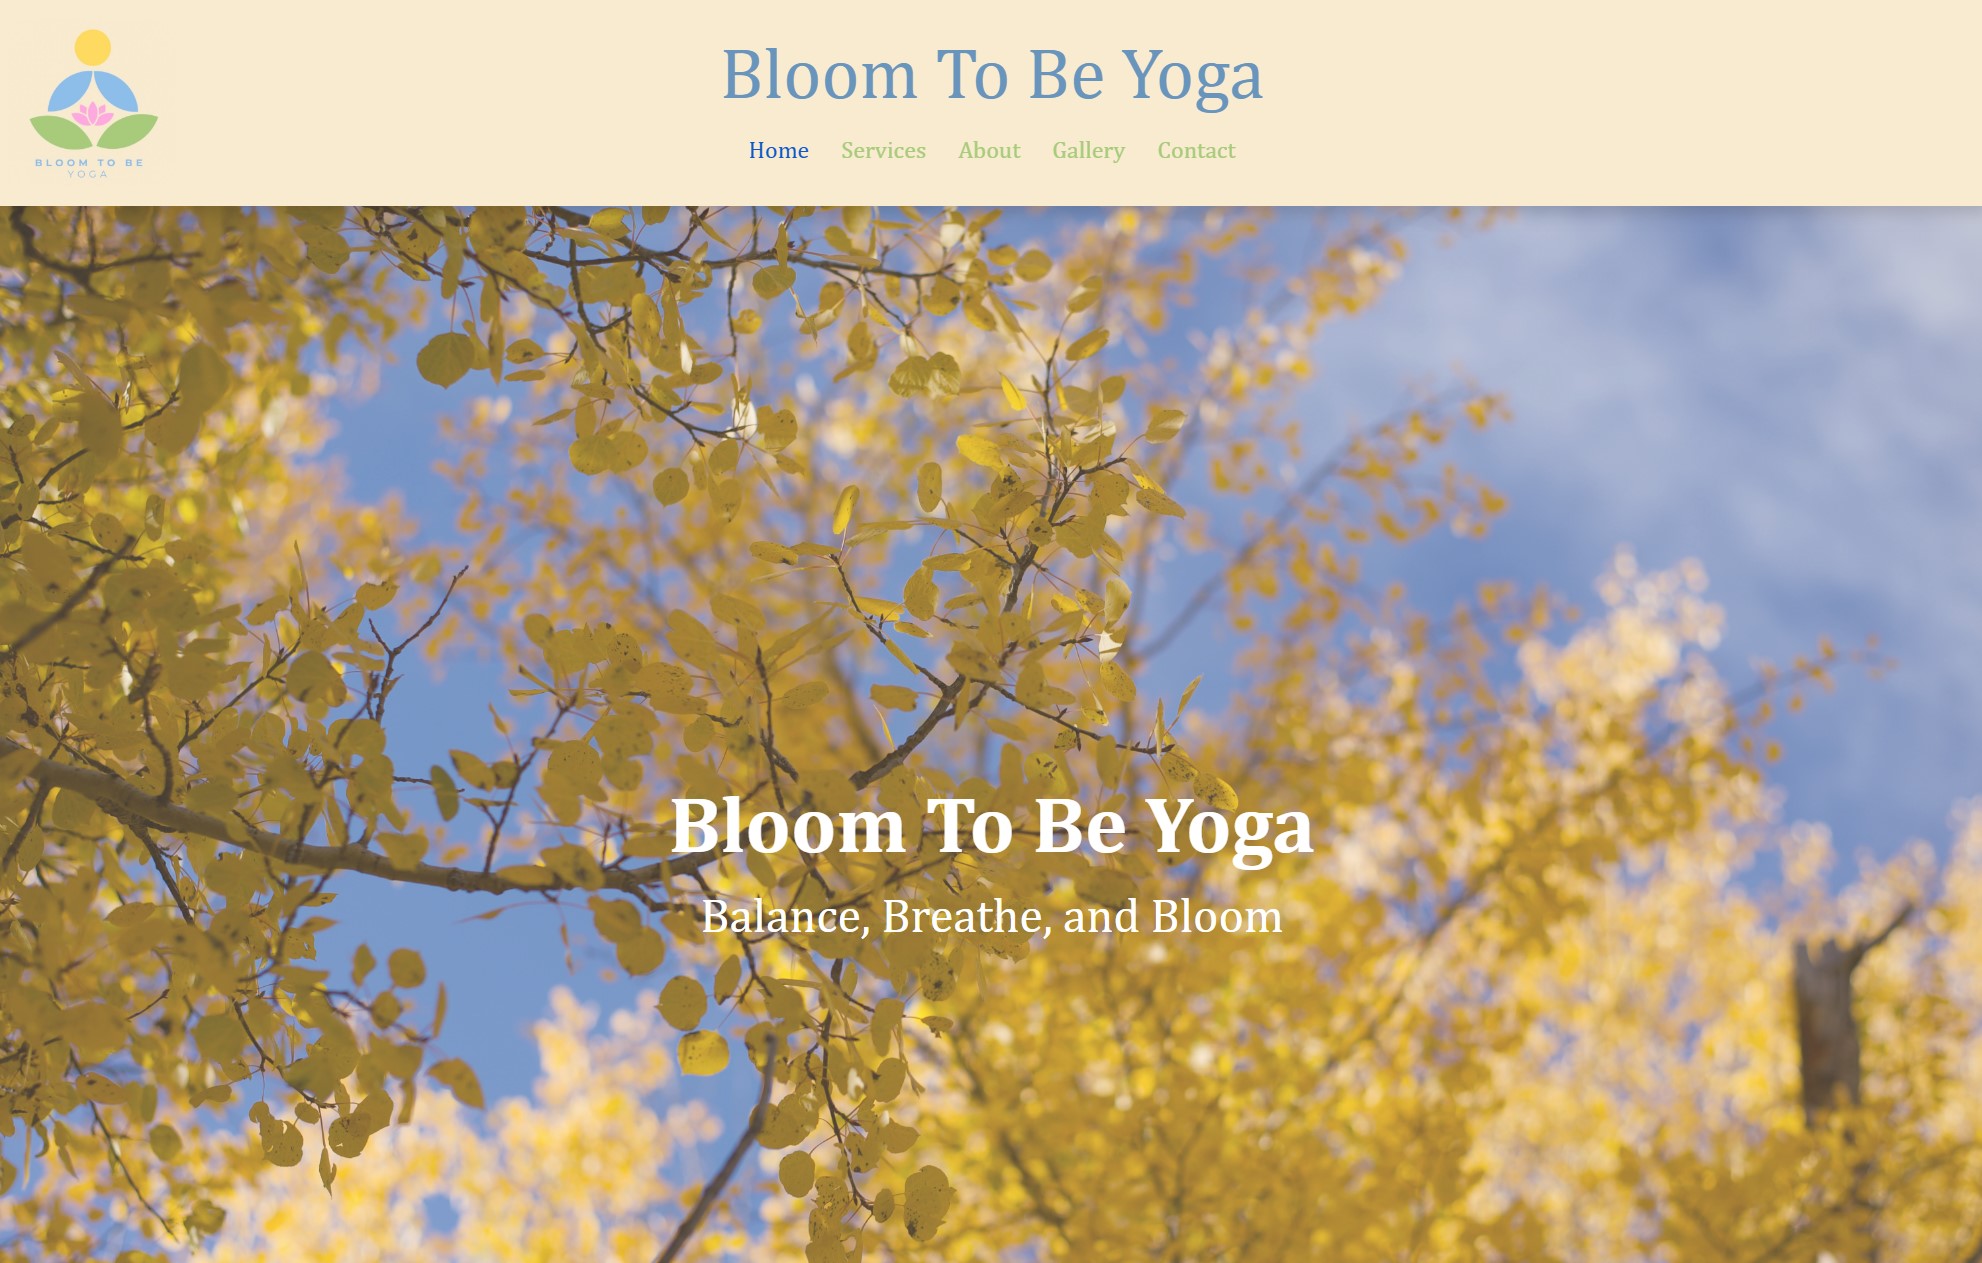 BLOOM TO BE
YOGA
Bloom To Be Yoga
Home Services About Gallery Contact
Bloom To Be Yoga
Balance, Breathe, and Bloom